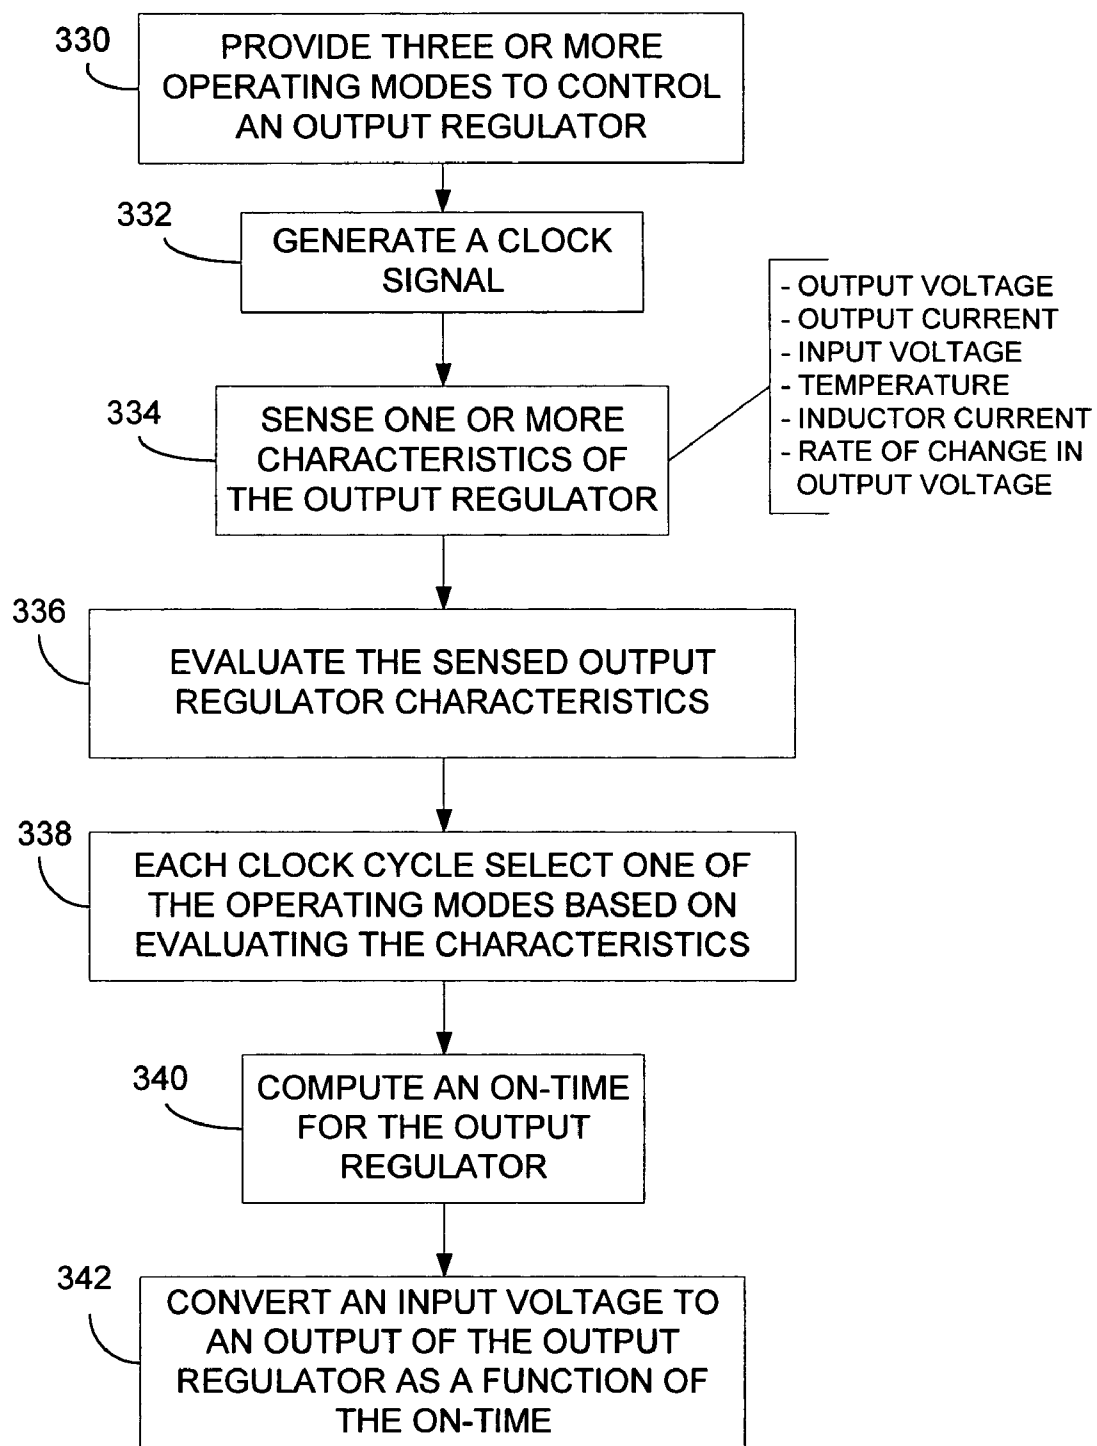 330
PROVIDE THREE OR MORE
OPERATING MODES TO CONTROL
AN OUTPUT REGULATOR
332
GENERATE A CLOCK
SIGNAL
334
SENSE ONE OR MORE
CHARACTERISTICS OF
THE OUTPUT REGULATOR
- OUTPUT VOLTAGE
- OUTPUT CURRENT
- INPUT VOLTAGE
- TEMPERATURE
- INDUCTOR CURRENT
- RATE OF CHANGE IN
OUTPUT VOLTAGE
336
EVALUATE THE SENSED OUTPUT
REGULATOR CHARACTERISTICS
338
EACH CLOCK CYCLE SELECT ONE OF
THE OPERATING MODES BASED ON
EVALUATING THE CHARACTERISTICS
340
COMPUTE AN ON-TIME
FOR THE OUTPUT
REGULATOR
342
CONVERT AN INPUT VOLTAGE TO
AN OUTPUT OF THE OUTPUT
REGULATOR AS A FUNCTION OF
THE ON-TIME